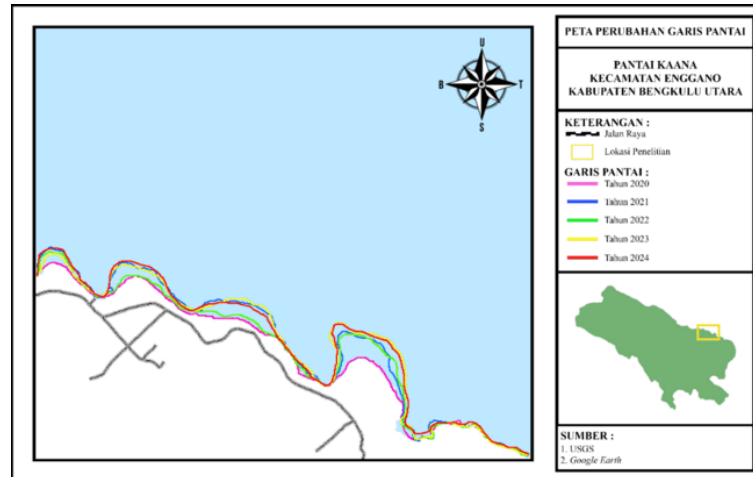 PETA PERUBAHAN GARIS PANTAI
PANTAI KAANA
KECAMATAN ENGGANO
KABUPATEN BENGKULU UTARA
KETERANGAN :
Jalan Raya
Lokasi Penelitian
GARIS PANTAI :
Tahun 2020
Tahun 2021
Tahun 2022
Tahun 2023
Tahun 2024
SUMBER :
1. USGS
2. Google Earth
U
B
T
S